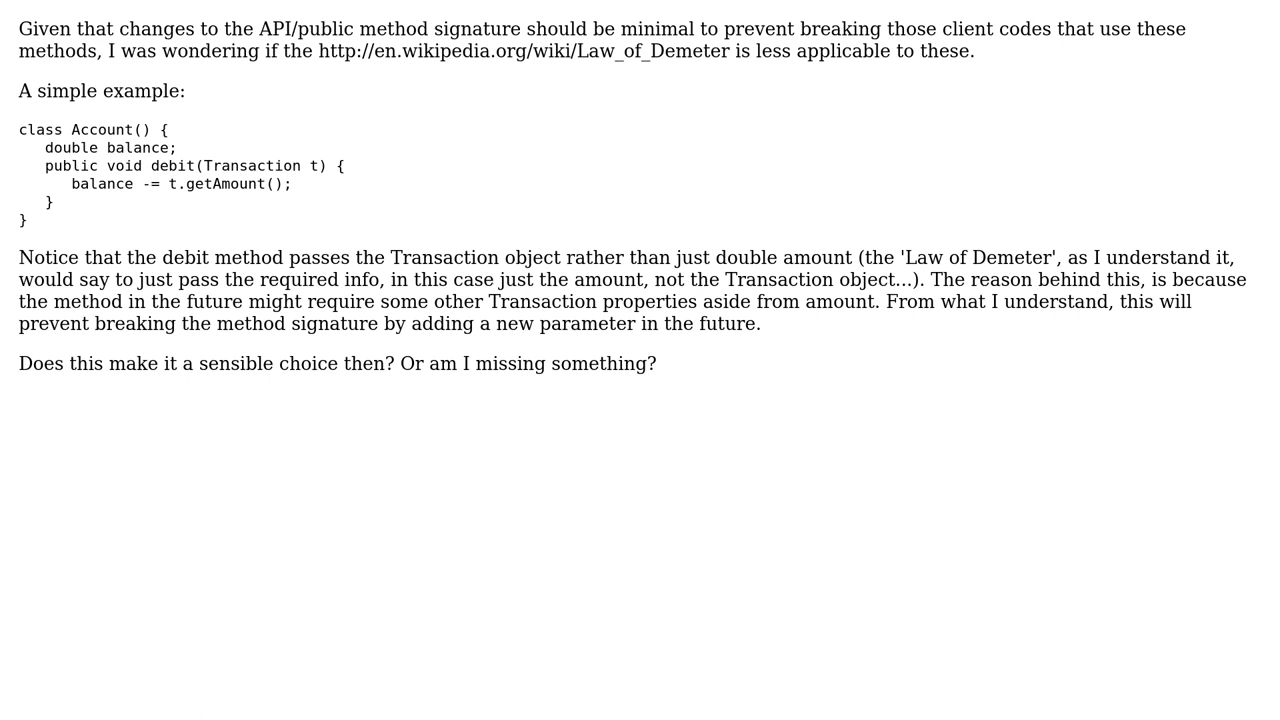 Given that changes to the API/public method signature should be minimal to prevent breaking those client codes that use these
methods, I was wondering if the http://en.wikipedia.org/wiki/Law_of_Demeter is less applicable to these.
A simple example:
class Account() {
   double balance;
   public void debit(Transaction t) {
      balance -= t.getAmount();
   }
}
Notice that the debit method passes the Transaction object rather than just double amount (the 'Law of Demeter', as I understand it,
would say to just pass the required info, in this case just the amount, not the Transaction object...). The reason behind this, is because
the method in the future might require some other Transaction properties aside from amount. From what I understand, this will
prevent breaking the method signature by adding a new parameter in the future.
Does this make it a sensible choice then? Or am I missing something?